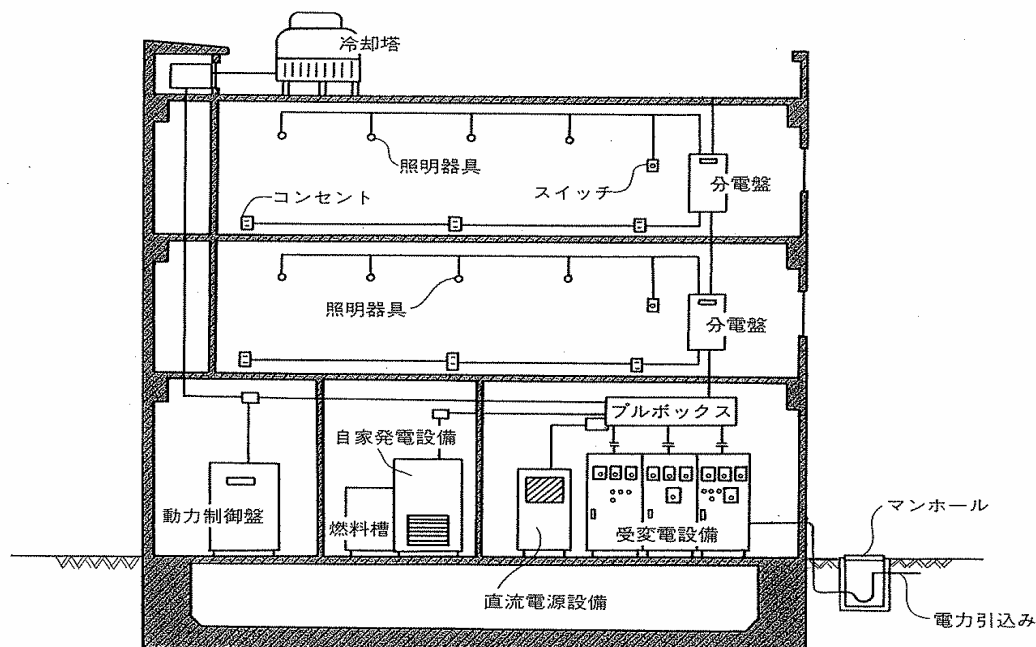 冷却塔
照明器具
スイッチ
分電盤
コンセント
照明器具
分電盤
プルボックス
自家発電設備
動力制御盤
燃料槽
受変電設備
マンホール
直流電源設備
電力引込み